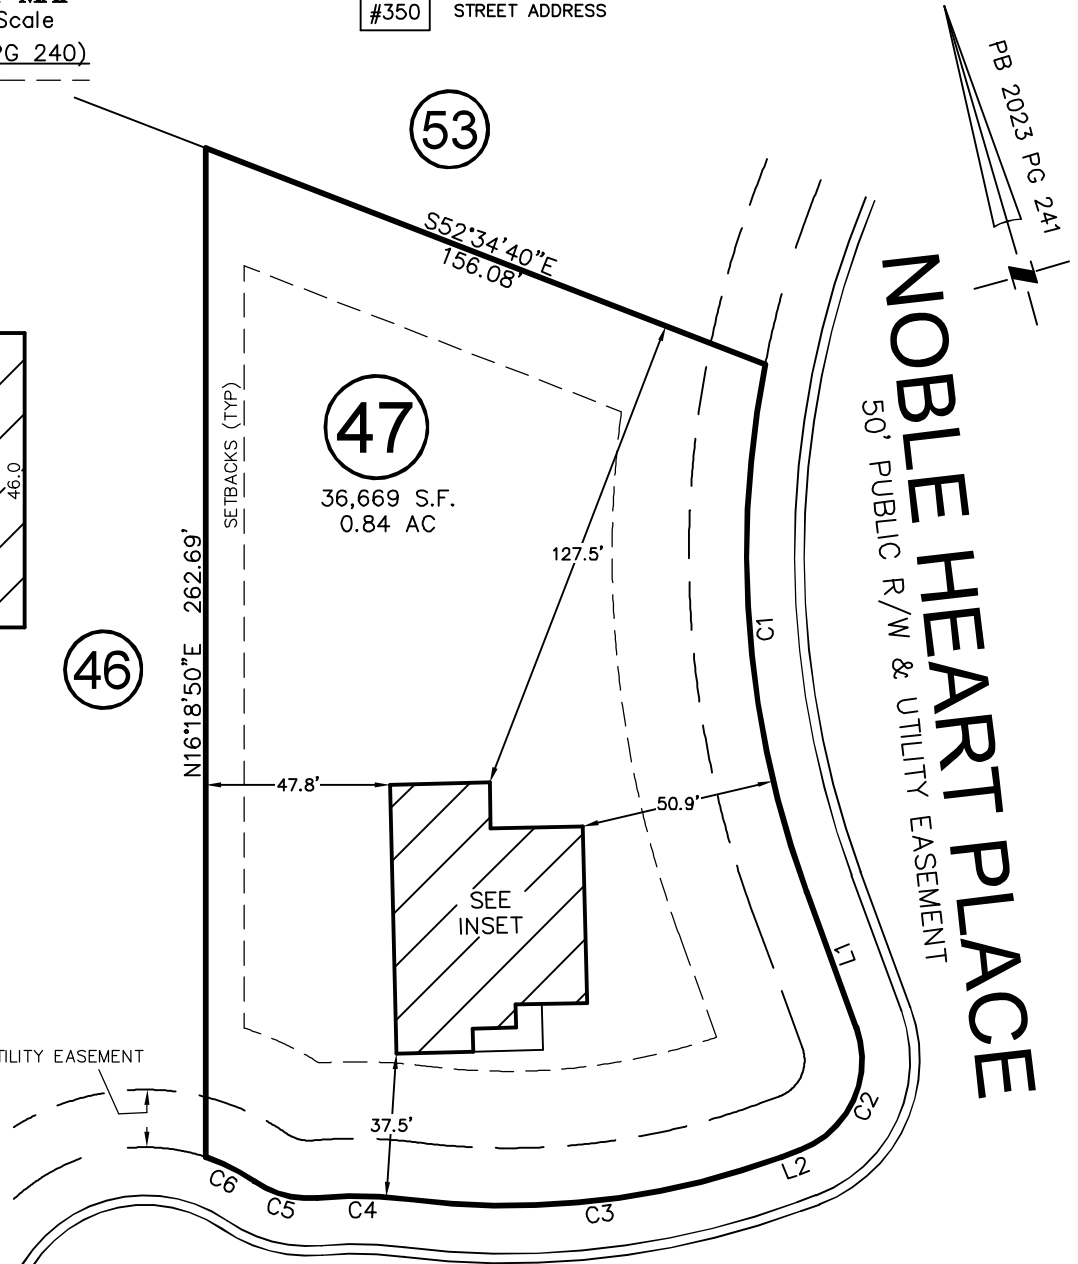 Scale
PG 240)
#350 STREET ADDRESS
PB 2023 PG 241
53
S52°34'40"E
156.08'
NOBLE HEART PLACE
50' PUBLIC R/W & UTILITY EASEMENT
SETBACKS (TYP)
47
36,669 S.F.
0.84 AC
46.0
127.5'
N16°18'50"E 262.69'
C1
46
47.8'
50.9'
SEE
INSET
L1
TILITY EASEMENT
37.5'
C2
L2
C6
C5
C4
C3